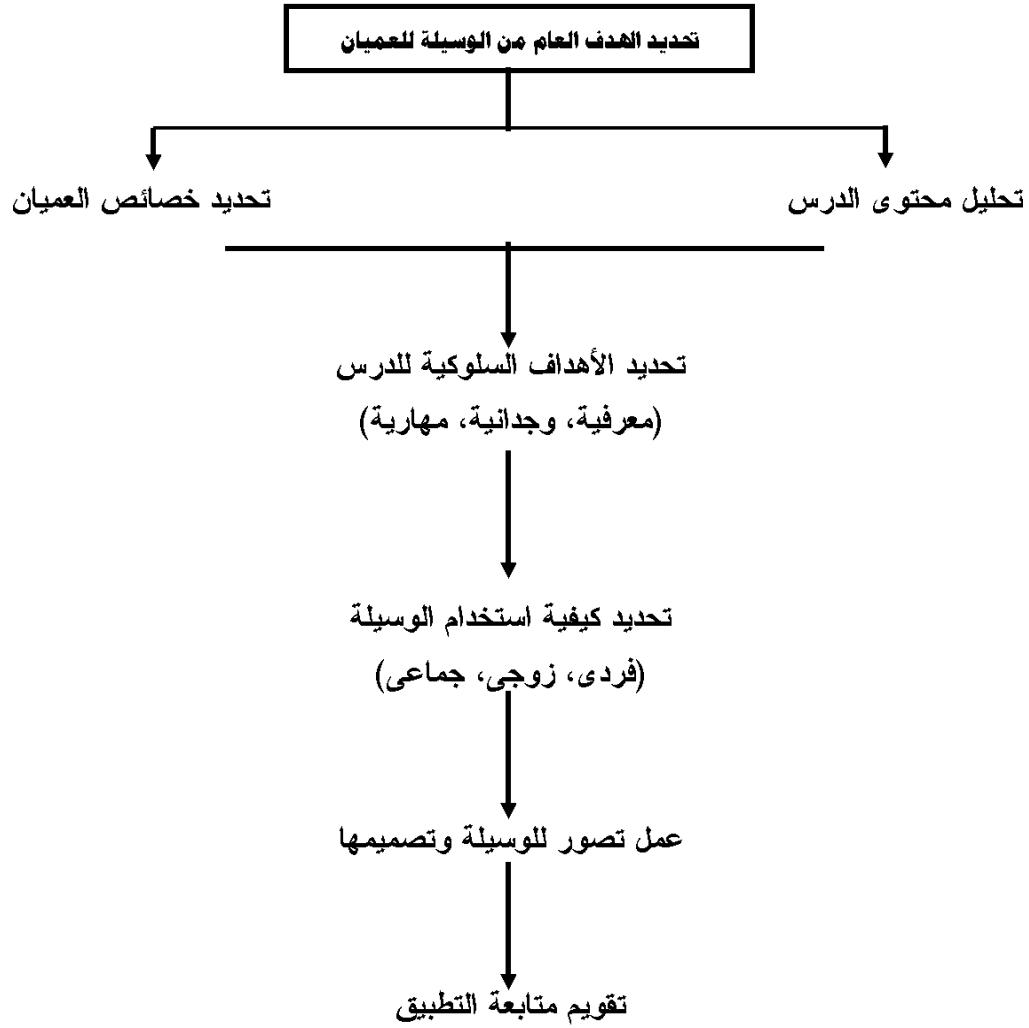 تحديد الهدف العام من الوسيلة للعميان
تحليل محتوى الدرس
تحديد خصائص العميان
تحديد الأهداف السلوكية للدرس
(معرفية، وجدانية، مهارية)
تحديد كيفية استخدام الوسيلة
(فردى، زوجى، جماعى)
عمل تصور للوسيلة وتصميمها
تقويم متابعة التطبيق